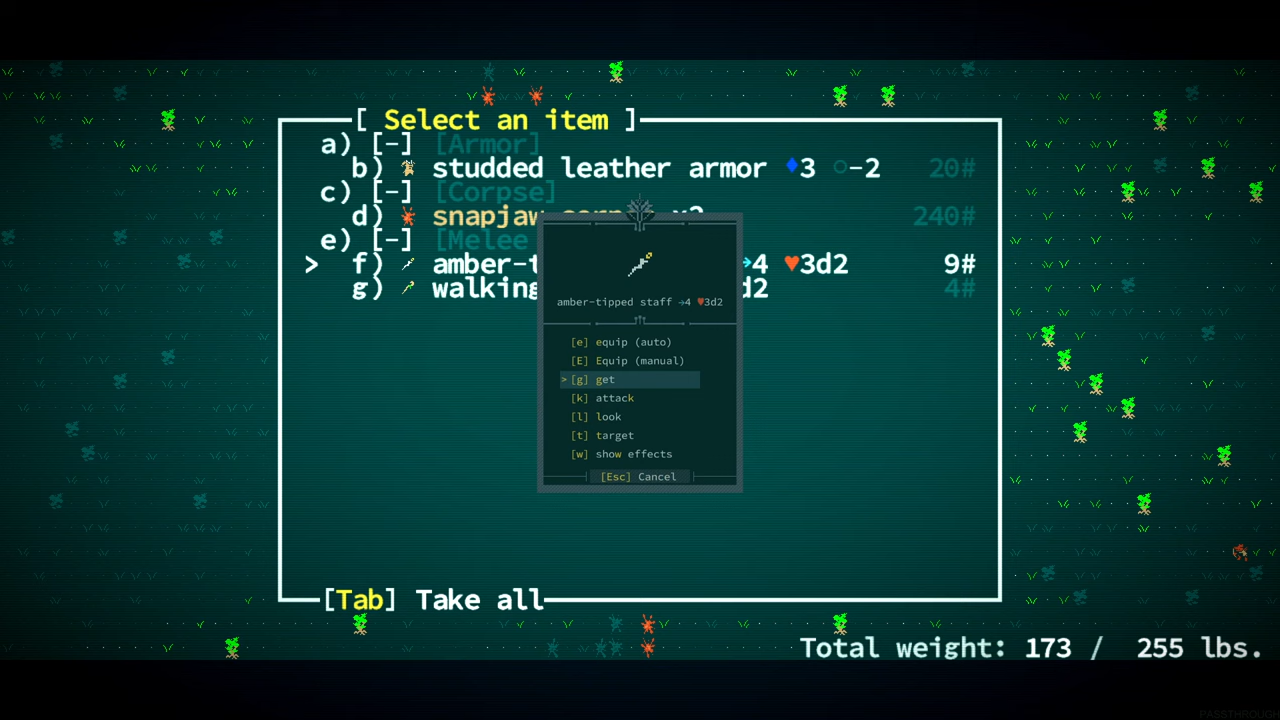 [ Select an item ]
a) [-] [Armor]
b) studded leather armor ♦3 ○-2 20#
c) [-] [Corpse]
d) snapjaw 240#
e) [-] [Melee
> f) amber-t →4 ♥3d2 9#
g) walking d2 4#
amber-tipped staff →4 ♥3d2
[e] equip (auto)
[E] Equip (manual)
> [g] get
[k] attack
[l] look
[t] target
[w] show effects
[Esc] Cancel
[Tab] Take all
Total weight: 173 / 255 lbs.